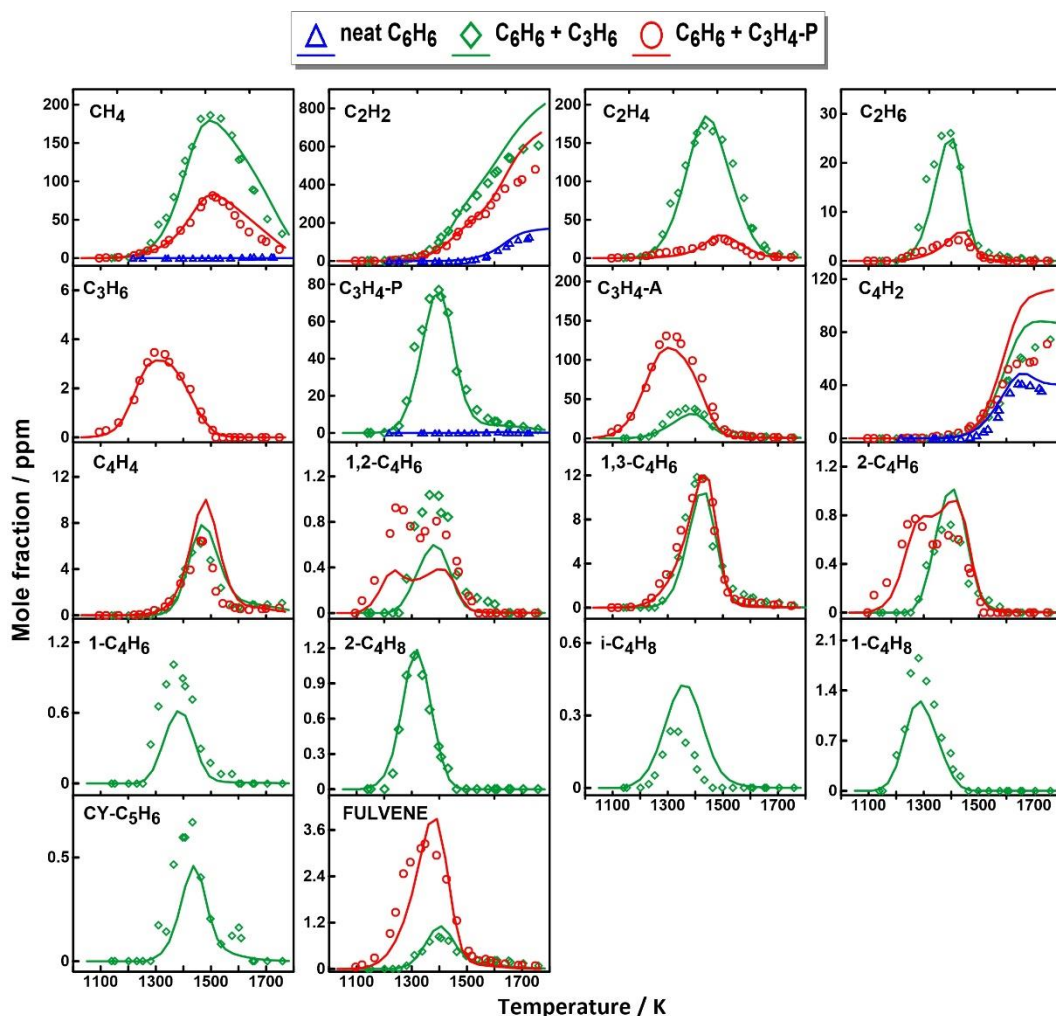 neat C6H6 C6H6 + C3H6 C6H6 + C3H4-P
CH4 C2H2 C2H4 C2H6
200 150 100 50 0
800 600 400 200 0
200 150 100 50 0
30 20 10 0
C3H6 C3H4-P C3H4-A C4H2
6 4 2 0
80 60 40 20 0
200 150 100 50 0
120 80 40 0
C4H4 1,2-C4H6 1,3-C4H6 2-C4H6
12 8 4 0
1.2 0.8 0.4 0.0
12 8 4 0
1.2 0.8 0.4 0.0
1-C4H6 2-C4H8 i-C4H8 1-C4H8
1.2 0.6 0
1.5 1.2 0.9 0.6 0.3 0
0.6 0.3 0.0
2.1 1.4 0.7 0
1100 1300 1500 1700 1100 1300 1500 1700
CY-C5H6 FULVENE
0.5 0
3.6 2.4 1.2 0
1100 1300 1500 1700 1100 1300 1500 1700
Mole fraction / ppm
Temperature / K